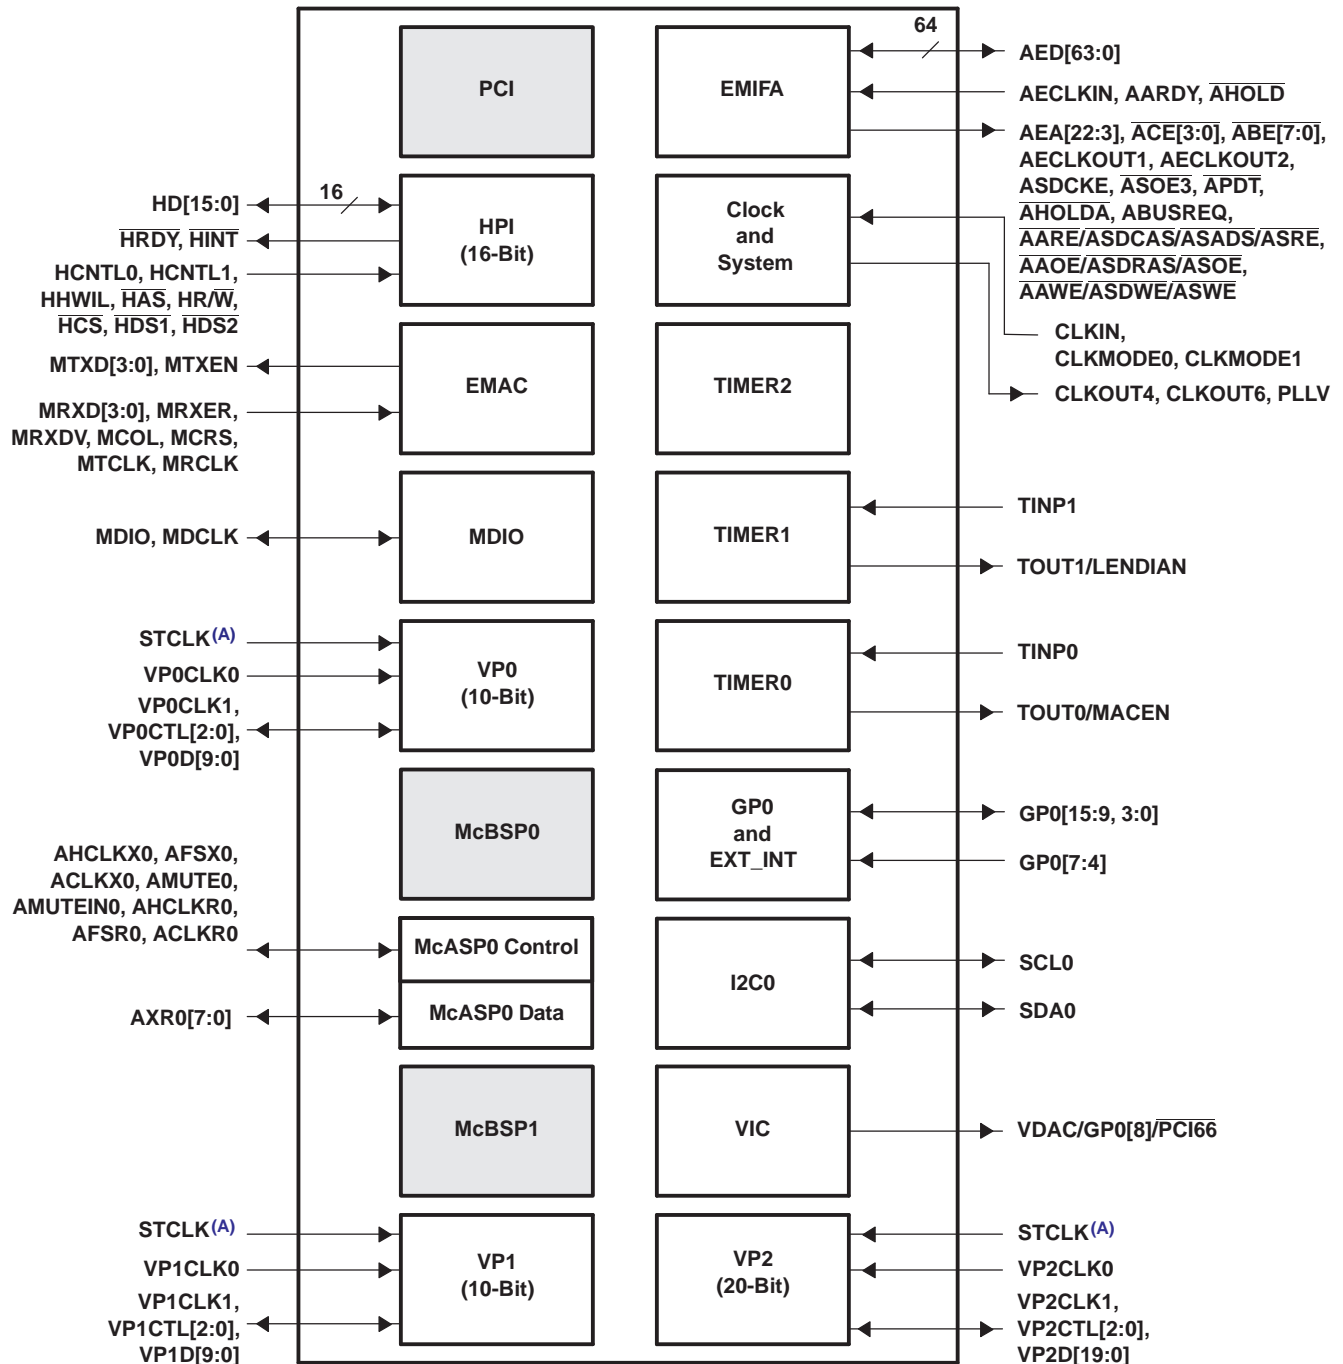 64
PCI
EMIFA
AED[63:0]
AECLKIN, AARDY, AHOLD
AEA[22:3], ACE[3:0], ABE[7:0],
AECLKOUT1, AECLKOUT2,
ASDCKE, ASOE3, APDT,
AHOLDA, ABUSREQ,
AARE/ASDCAS/ASADS/ASRE,
AAOE/ASDRAS/ASOE,
AAWE/ASDWE/ASWE
HD[15:0]
16
HRDY, HINT
HCNTL0, HCNTL1,
HHWIL, HAS, HR/W,
HCS, HDS1, HDS2
HPI
(16-Bit)
Clock
and
System
CLKIN,
CLKMODE0, CLKMODE1
CLKOUT4, CLKOUT6, PLLV
MTXD[3:0], MTXEN
MRXD[3:0], MRXER,
MRXDV, MCOL, MCRS,
MTCLK, MRCLK
EMAC
TIMER2
MDIO, MDCLK
MDIO
TIMER1
TINP1
TOUT1/LENDIAN
STCLK(A)
VP0CLK0
VP0CLK1,
VP0CTL[2:0],
VP0D[9:0]
VP0
(10-Bit)
TIMER0
TINP0
TOUT0/MACEN
McBSP0
GP0
and
EXT_INT
GP0[15:9, 3:0]
GP0[7:4]
AHCLKX0, AFSX0,
ACLKX0, AMUTE0,
AMUTEIN0, AHCLKR0,
AFSR0, ACLKR0
McASP0 Control
AXR0[7:0]
McASP0 Data
I2C0
SCL0
SDA0
McBSP1
VIC
VDAC/GP0[8]/PCI66
STCLK(A)
VP1CLK0
VP1CLK1,
VP1CTL[2:0],
VP1D[9:0]
VP1
(10-Bit)
VP2
(20-Bit)
STCLK(A)
VP2CLK0
VP2CLK1,
VP2CTL[2:0],
VP2D[19:0]